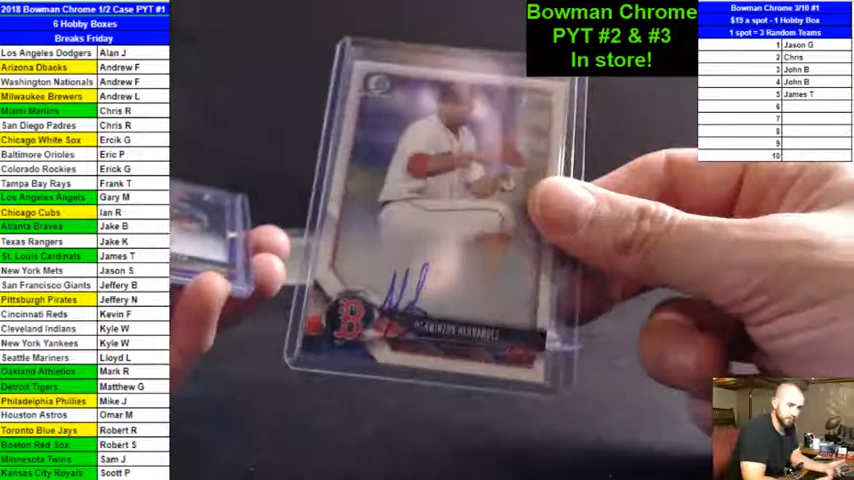 2018 Bowman Chrome 1/2 Case PYT #1
6 Hobby Boxes
Breaks Friday
Los Angeles Dodgers Alan J
Arizona Dbacks Andrew F
Washington Nationals Andrew F
Milwaukee Brewers Andrew L
Miami Marlins Chris R
San Diego Padres Chris R
Chicago White Sox Ercik G
Baltimore Orioles Eric P
Colorado Rockies Erick G
Tampa Bay Rays Frank T
Los Angeles Angels Gary M
Chicago Cubs Ian R
Atlanta Braves Jake B
Texas Rangers Jake K
St. Louis Cardinals James T
New York Mets Jason S
San Francisco Giants Jeffery B
Pittsburgh Pirates Jeffery N
Cincinnati Reds Kevin F
Cleveland Indians Kyle W
New York Yankees Kyle W
Seattle Mariners Lloyd L
Oakland Athletics Mark R
Detroit Tigers Matthew G
Philadelphia Phillies Mike J
Houston Astros Omar M
Toronto Blue Jays Robert R
Boston Red Sox Robert S
Minnesota Twins Sam J
Kansas City Royals Scott P
Bowman Chrome
PYT #2 & #3
In store!
Bowman Chrome 3/10 #1
$19 a spot - 1 Hobby Box
1 spot = 3 Random Teams
1 Jason G
2 Chris
3 John B
4 John B
5 James T
6
7
8
9
10
B
HERNANDEZ